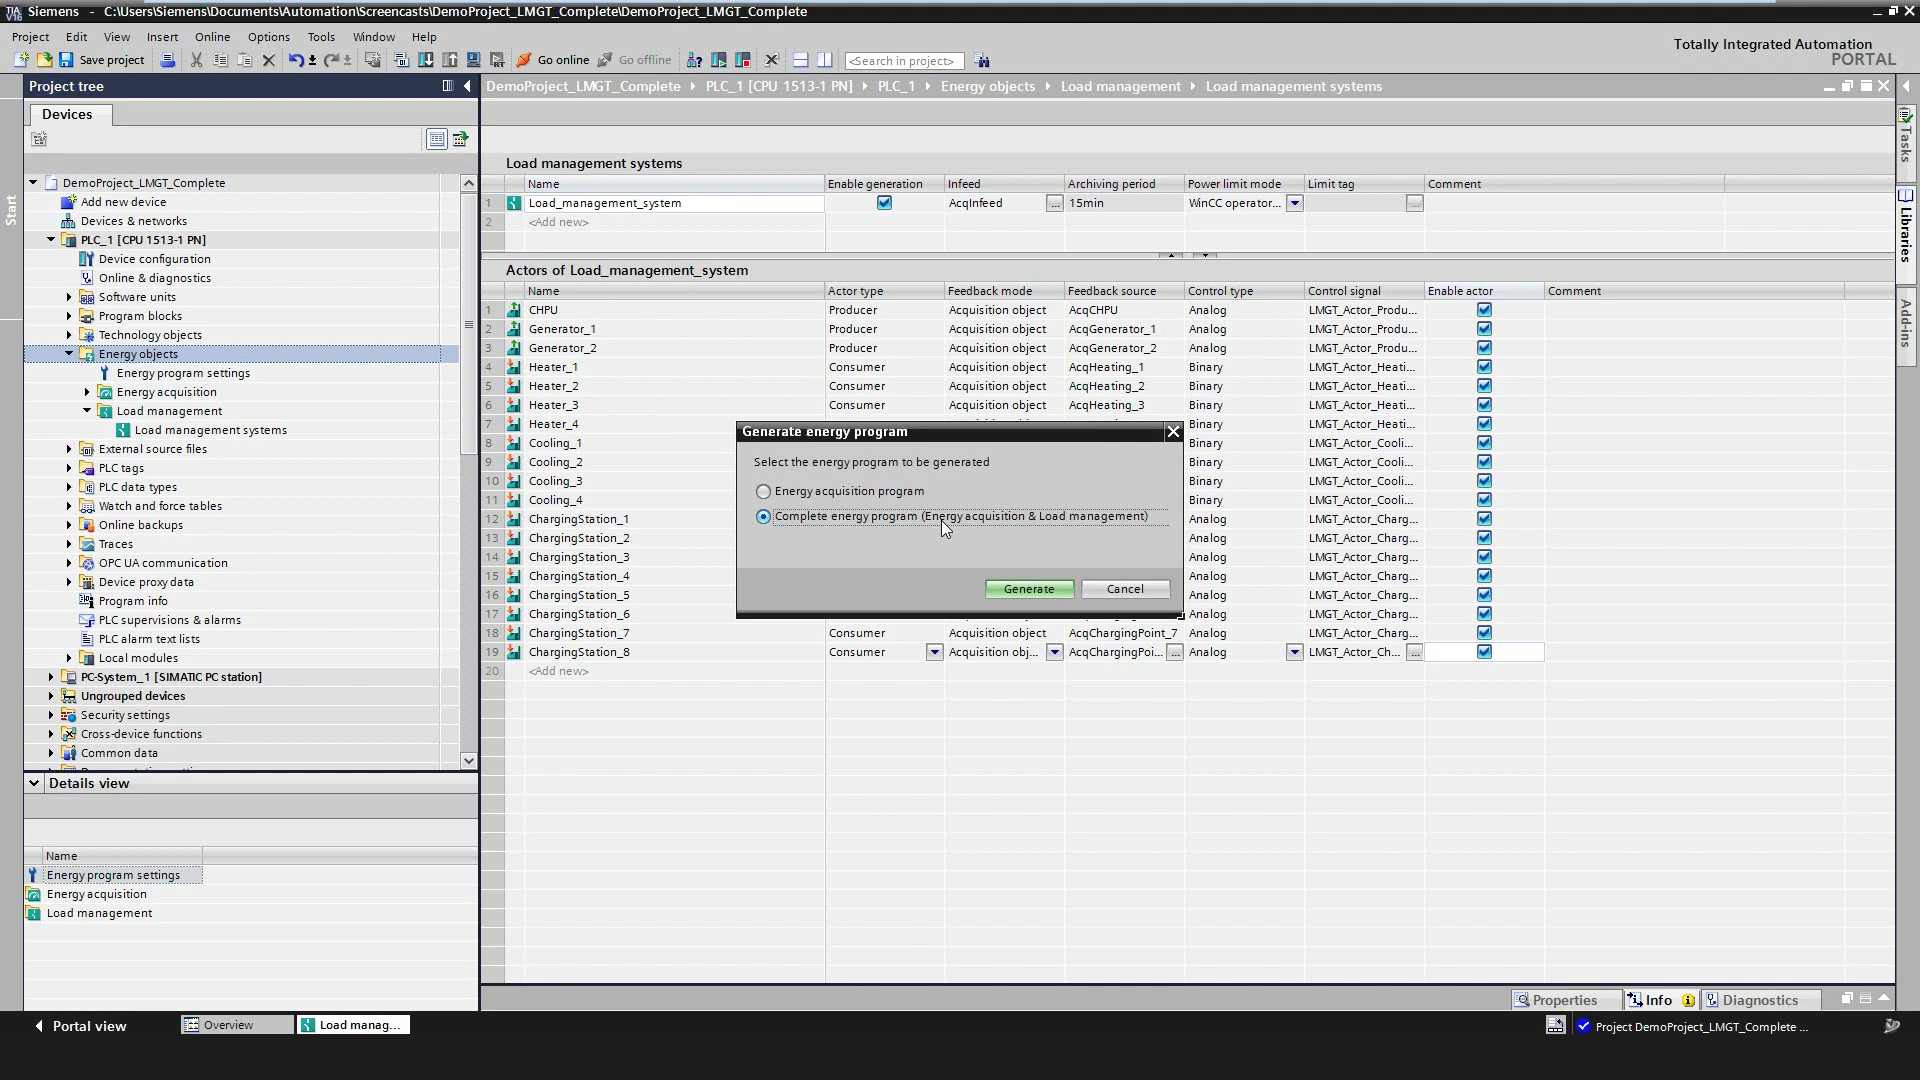 Siemens - C:\Users\Siemens\Documents\Automation\Screencasts\DemoProject_LMGT_Complete\DemoProject_LMGT_Complete
Project Edit View Insert Online Options Tools Window Help
Totally Integrated Automation
PORTAL
Save project Go online Go offline <Search in project>
Project tree
DemoProject_LMGT_Complete PLC_1 [CPU 1513-1 PN] PLC_1 Energy objects Load management Load management systems
Devices
Start
Tasks
Libraries
Add-ins
DemoProject_LMGT_Complete
Add new device
Devices & networks
PLC_1 [CPU 1513-1 PN]
Device configuration
Online & diagnostics
Software units
Program blocks
Technology objects
Energy objects
Energy program settings
Energy acquisition
Load management
Load management systems
External source files
PLC tags
PLC data types
Watch and force tables
Online backups
Traces
OPC UA communication
Device proxy data
Program info
PLC supervisions & alarms
PLC alarm text lists
Local modules
PC-System_1 [SIMATIC PC station]
Ungrouped devices
Security settings
Cross-device functions
Common data
Details view
Name
Energy program settings
Energy acquisition
Load management
Load management systems
Name Enable generation Infeed Archiving period Power limit mode Limit tag Comment
1 Load_management_system AcqInfeed ... 15min WinCC operator... ...
2 <Add new>
Actors of Load_management_system
Name Actor type Feedback mode Feedback source Control type Control signal Enable actor Comment
1 CHPU Producer Acquisition object AcqCHPU Analog LMGT_Actor_Produ...
2 Generator_1 Producer Acquisition object AcqGenerator_1 Analog LMGT_Actor_Produ...
3 Generator_2 Producer Acquisition object AcqGenerator_2 Analog LMGT_Actor_Produ...
4 Heater_1 Consumer Acquisition object AcqHeating_1 Binary LMGT_Actor_Heati...
5 Heater_2 Consumer Acquisition object AcqHeating_2 Binary LMGT_Actor_Heati...
6 Heater_3 Consumer Acquisition object AcqHeating_3 Binary LMGT_Actor_Heati...
7 Heater_4 Binary LMGT_Actor_Heati...
8 Cooling_1 Binary LMGT_Actor_Cooli...
9 Cooling_2 Binary LMGT_Actor_Cooli...
10 Cooling_3 Binary LMGT_Actor_Cooli...
11 Cooling_4 Binary LMGT_Actor_Cooli...
12 ChargingStation_1 Analog LMGT_Actor_Charg...
13 ChargingStation_2 Analog LMGT_Actor_Charg...
14 ChargingStation_3 Analog LMGT_Actor_Charg...
15 ChargingStation_4 Analog LMGT_Actor_Charg...
16 ChargingStation_5 Analog LMGT_Actor_Charg...
17 ChargingStation_6 Analog LMGT_Actor_Charg...
18 ChargingStation_7 Consumer Acquisition object AcqChargingPoint_7 Analog LMGT_Actor_Charg...
19 ChargingStation_8 Consumer Acquisition obj... AcqChargingPoi... ... Analog LMGT_Actor_Ch... ...
20 <Add new>
Generate energy program
Select the energy program to be generated
Energy acquisition program
Complete energy program (Energy acquisition & Load management)
Generate Cancel
Properties Info Diagnostics
Portal view Overview Load manag... Project DemoProject_LMGT_Complete ...